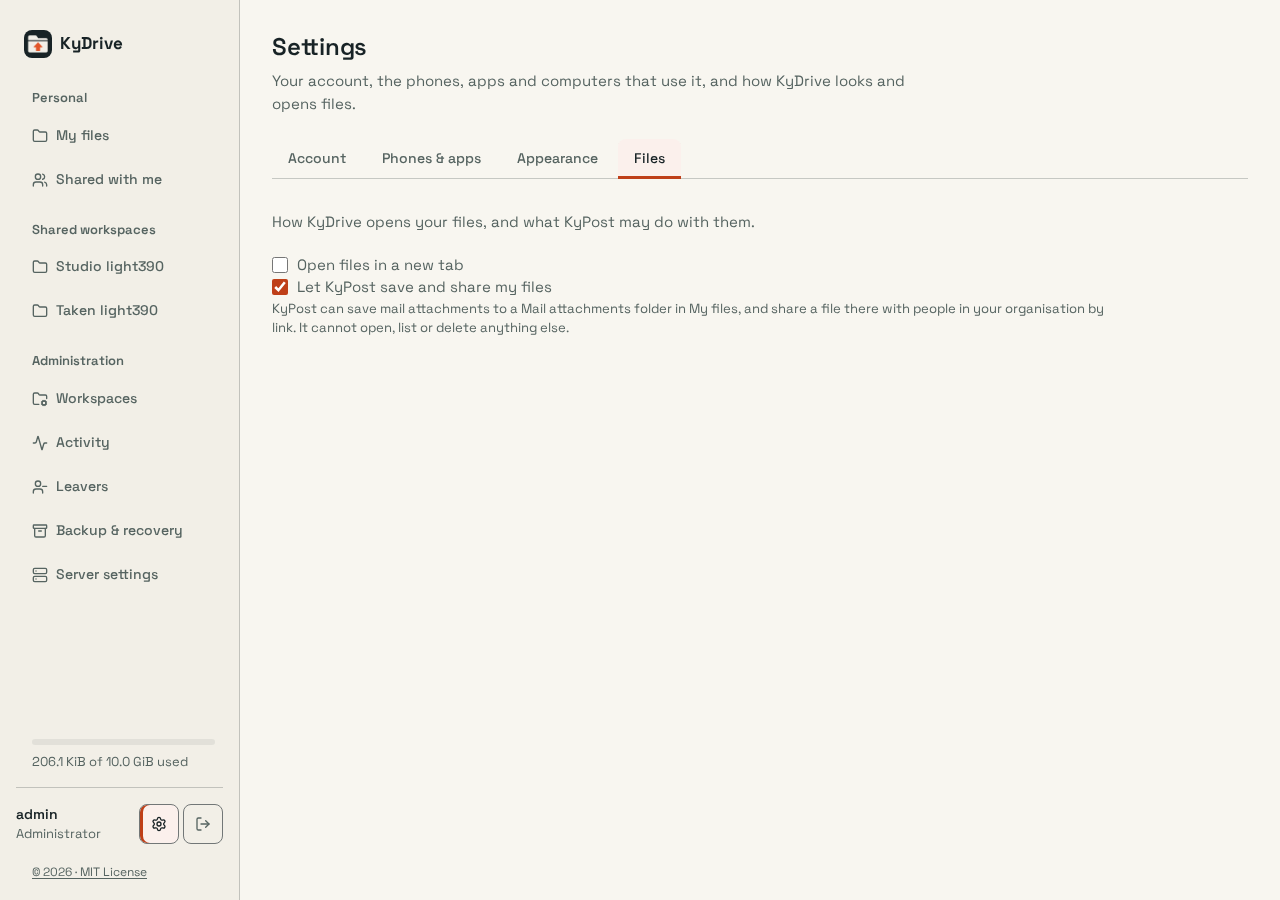 KyDrive
Personal
My files
Shared with me
Shared workspaces
Studio light390
Taken light390
Administration
Workspaces
Activity
Leavers
Backup & recovery
Server settings
206.1 KiB of 10.0 GiB used
admin
Administrator
© 2026 · MIT License
Settings
Your account, the phones, apps and computers that use it, and how KyDrive looks and
opens files.
Account
Phones & apps
Appearance
Files
How KyDrive opens your files, and what KyPost may do with them.
Open files in a new tab
Let KyPost save and share my files
KyPost can save mail attachments to a Mail attachments folder in My files, and share a file there with people in your organisation by
link. It cannot open, list or delete anything else.